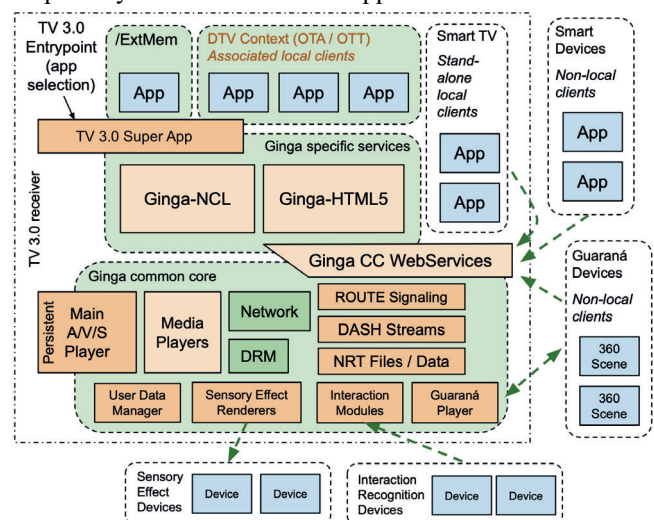 TV 3.0
Entrypoint
(app
selection)
/ExtMem
App
DTV Context (OTA / OTT)
Associated local clients
App
App
App
Smart TV
Stand-
alone
local
clients
App
App
Smart
Devices
Non-local
clients
App
App
TV 3.0 Super App
TV 3.0 receiver
Ginga specific services
Ginga-NCL
Ginga-HTML5
Ginga CC WebServices
Ginga common core
Persistent
Main
A/V/S
Player
Media
Players
Network
DRM
ROUTE Signaling
DASH Streams
NRT Files / Data
User Data
Manager
Sensory Effect
Renderers
Interaction
Modules
Guaraná
Player
Guaraná
Devices
Non-local
clients
360
Scene
360
Scene
Sensory
Effect
Devices
Device
Device
Interaction
Recognition
Devices
Device
Device